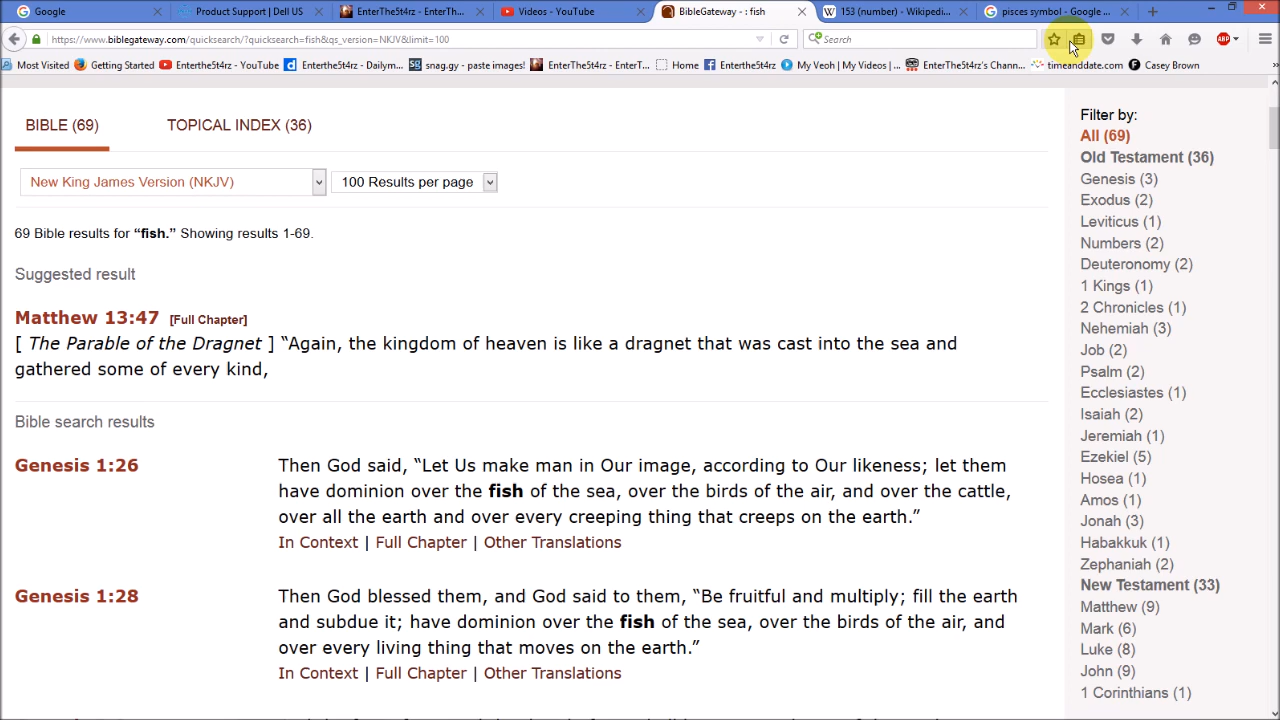 Google
Product Support | Dell US
EnterThe5t4rz - EnterTh...
Videos - YouTube
BibleGateway - : fish
153 (number) - Wikipedi...
pisces symbol - Google ...
https://www.biblegateway.com/quicksearch/?quicksearch=fish&qs_version=NKJV&limit=100
Search
ABP
Most Visited
Getting Started
Enterthe5t4rz - YouTube
Enterthe5t4rz - Dailym...
snag.gy - paste images!
EnterThe5t4rz - EnterT...
Home
Enterthe5t4rz
My Veoh | My Videos | ...
EnterThe5t4rz's Chann...
timeanddate.com
Casey Brown
BIBLE (69)
TOPICAL INDEX (36)
New King James Version (NKJV)
100 Results per page
69 Bible results for “fish.” Showing results 1-69.
Suggested result
Matthew 13:47 [Full Chapter]
[ The Parable of the Dragnet ] “Again, the kingdom of heaven is like a dragnet that was cast into the sea and
gathered some of every kind,
Bible search results
Genesis 1:26
Then God said, “Let Us make man in Our image, according to Our likeness; let them
have dominion over the fish of the sea, over the birds of the air, and over the cattle,
over all the earth and over every creeping thing that creeps on the earth.”
In Context | Full Chapter | Other Translations
Genesis 1:28
Then God blessed them, and God said to them, “Be fruitful and multiply; fill the earth
and subdue it; have dominion over the fish of the sea, over the birds of the air, and
over every living thing that moves on the earth.”
In Context | Full Chapter | Other Translations
Filter by:
All (69)
Old Testament (36)
Genesis (3)
Exodus (2)
Leviticus (1)
Numbers (2)
Deuteronomy (2)
1 Kings (1)
2 Chronicles (1)
Nehemiah (3)
Job (2)
Psalm (2)
Ecclesiastes (1)
Isaiah (2)
Jeremiah (1)
Ezekiel (5)
Hosea (1)
Amos (1)
Jonah (3)
Habakkuk (1)
Zephaniah (2)
New Testament (33)
Matthew (9)
Mark (6)
Luke (8)
John (9)
1 Corinthians (1)